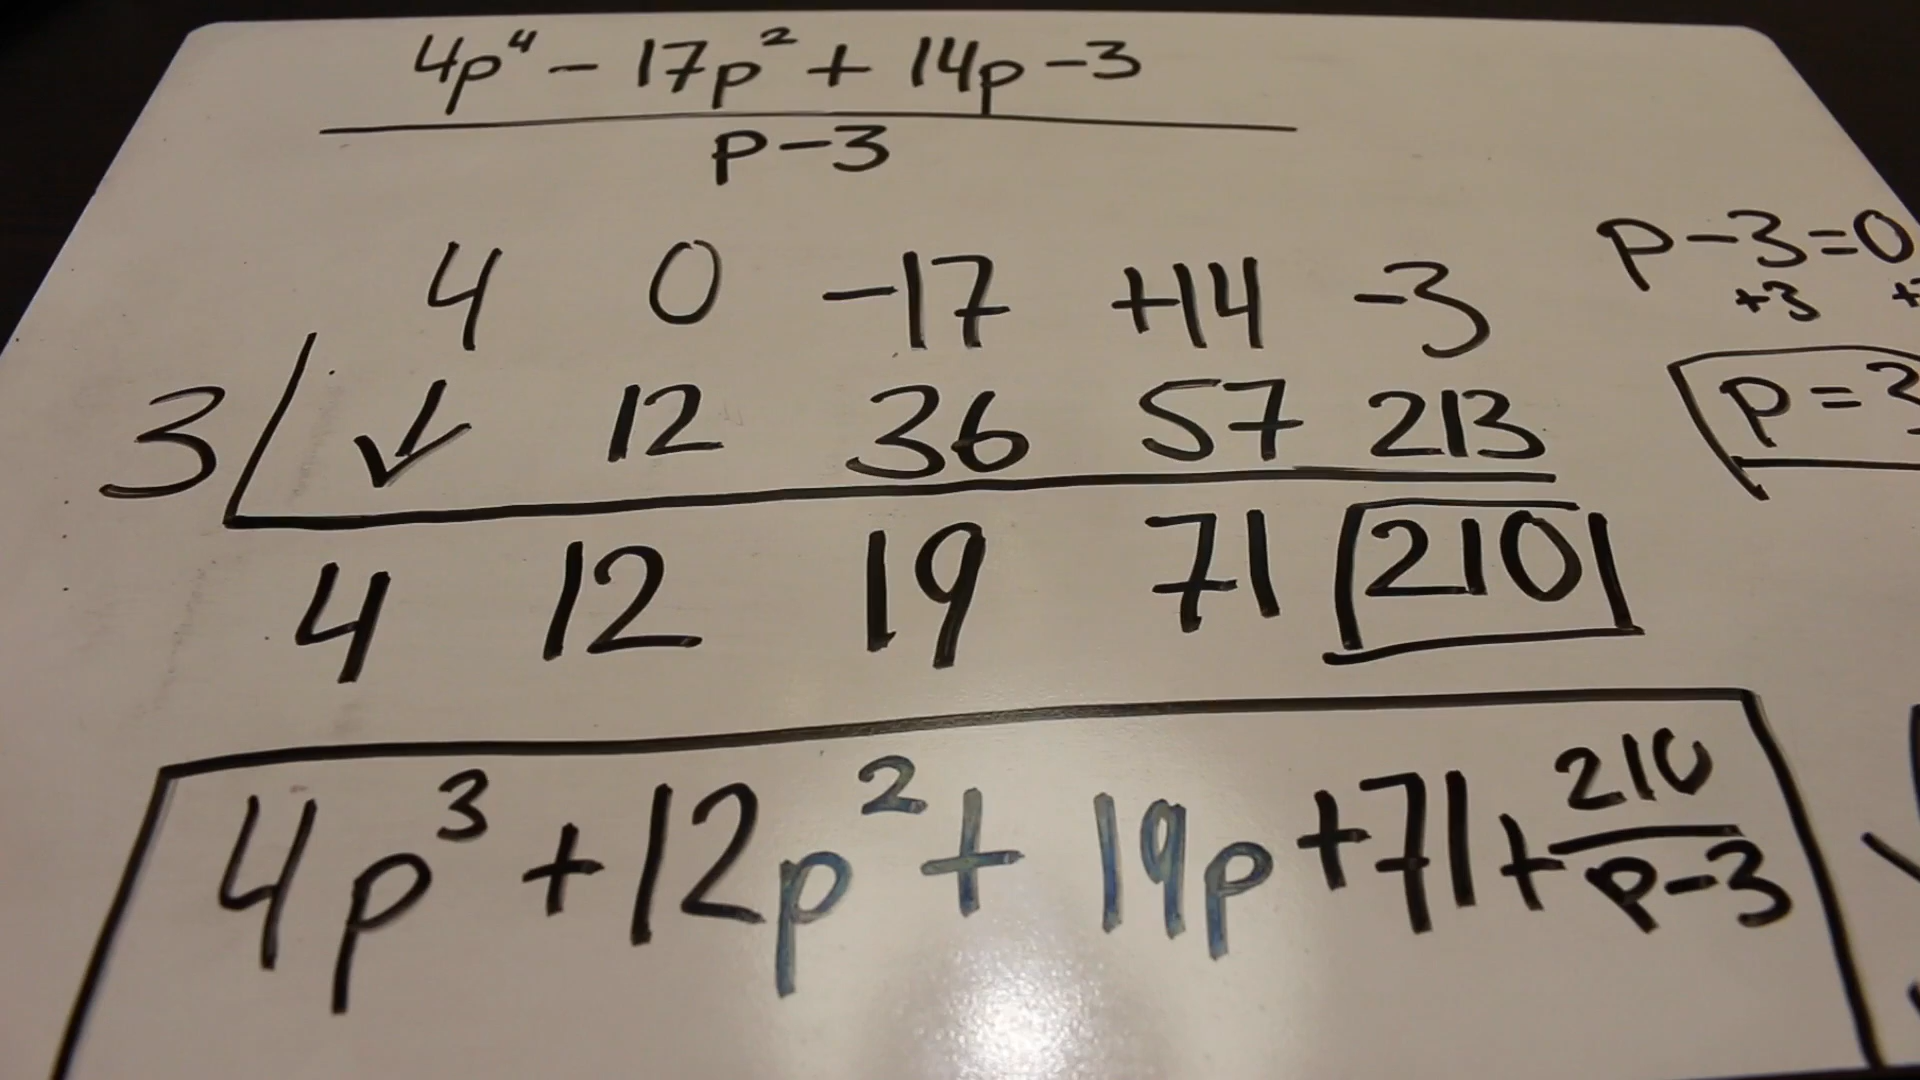 4p⁴ - 17p² + 14p - 3
p - 3
4 0 -17 +14 -3
3 12 36 57 213
4 12 19 71 210
4p³ + 12p² + 19p + 71 + 210/p-3
p - 3 = 0
+3
p = 3